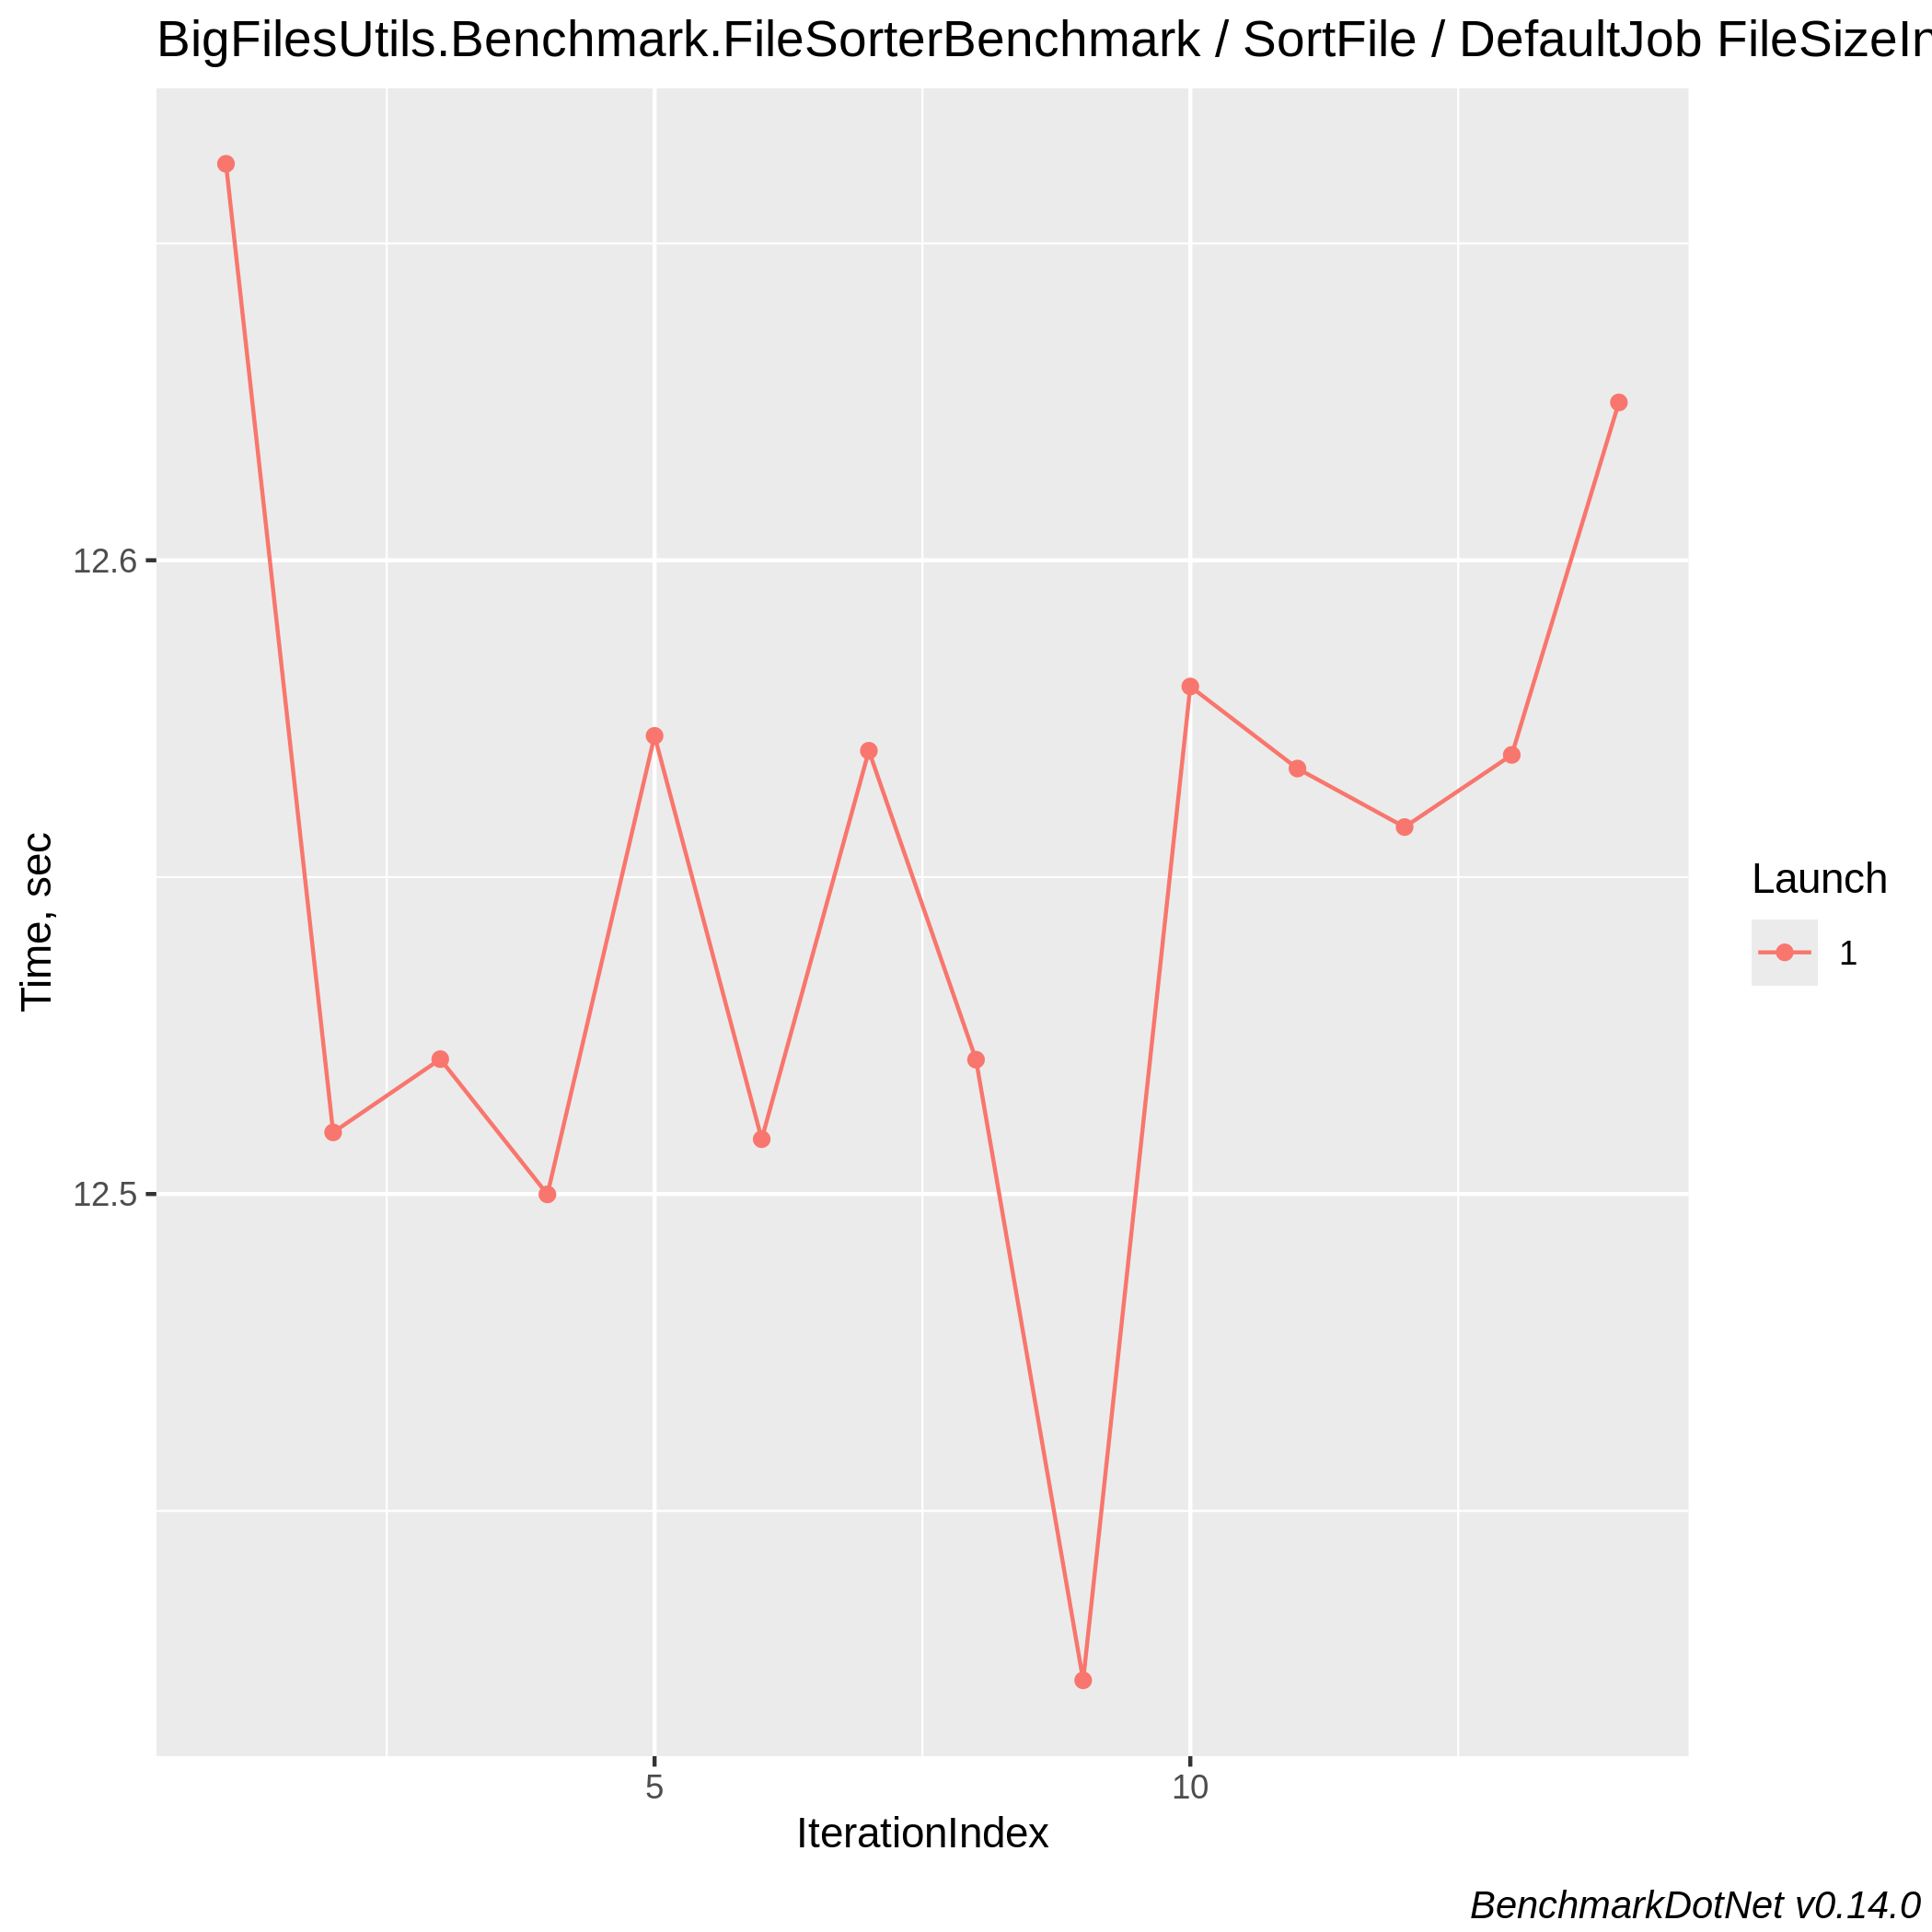 BigFilesUtils.Benchmark.FileSorterBenchmark / SortFile / DefaultJob FileSizeIn
12.6
12.5
Time, sec
5
10
IterationIndex
Launch
1
BenchmarkDotNet v0.14.0